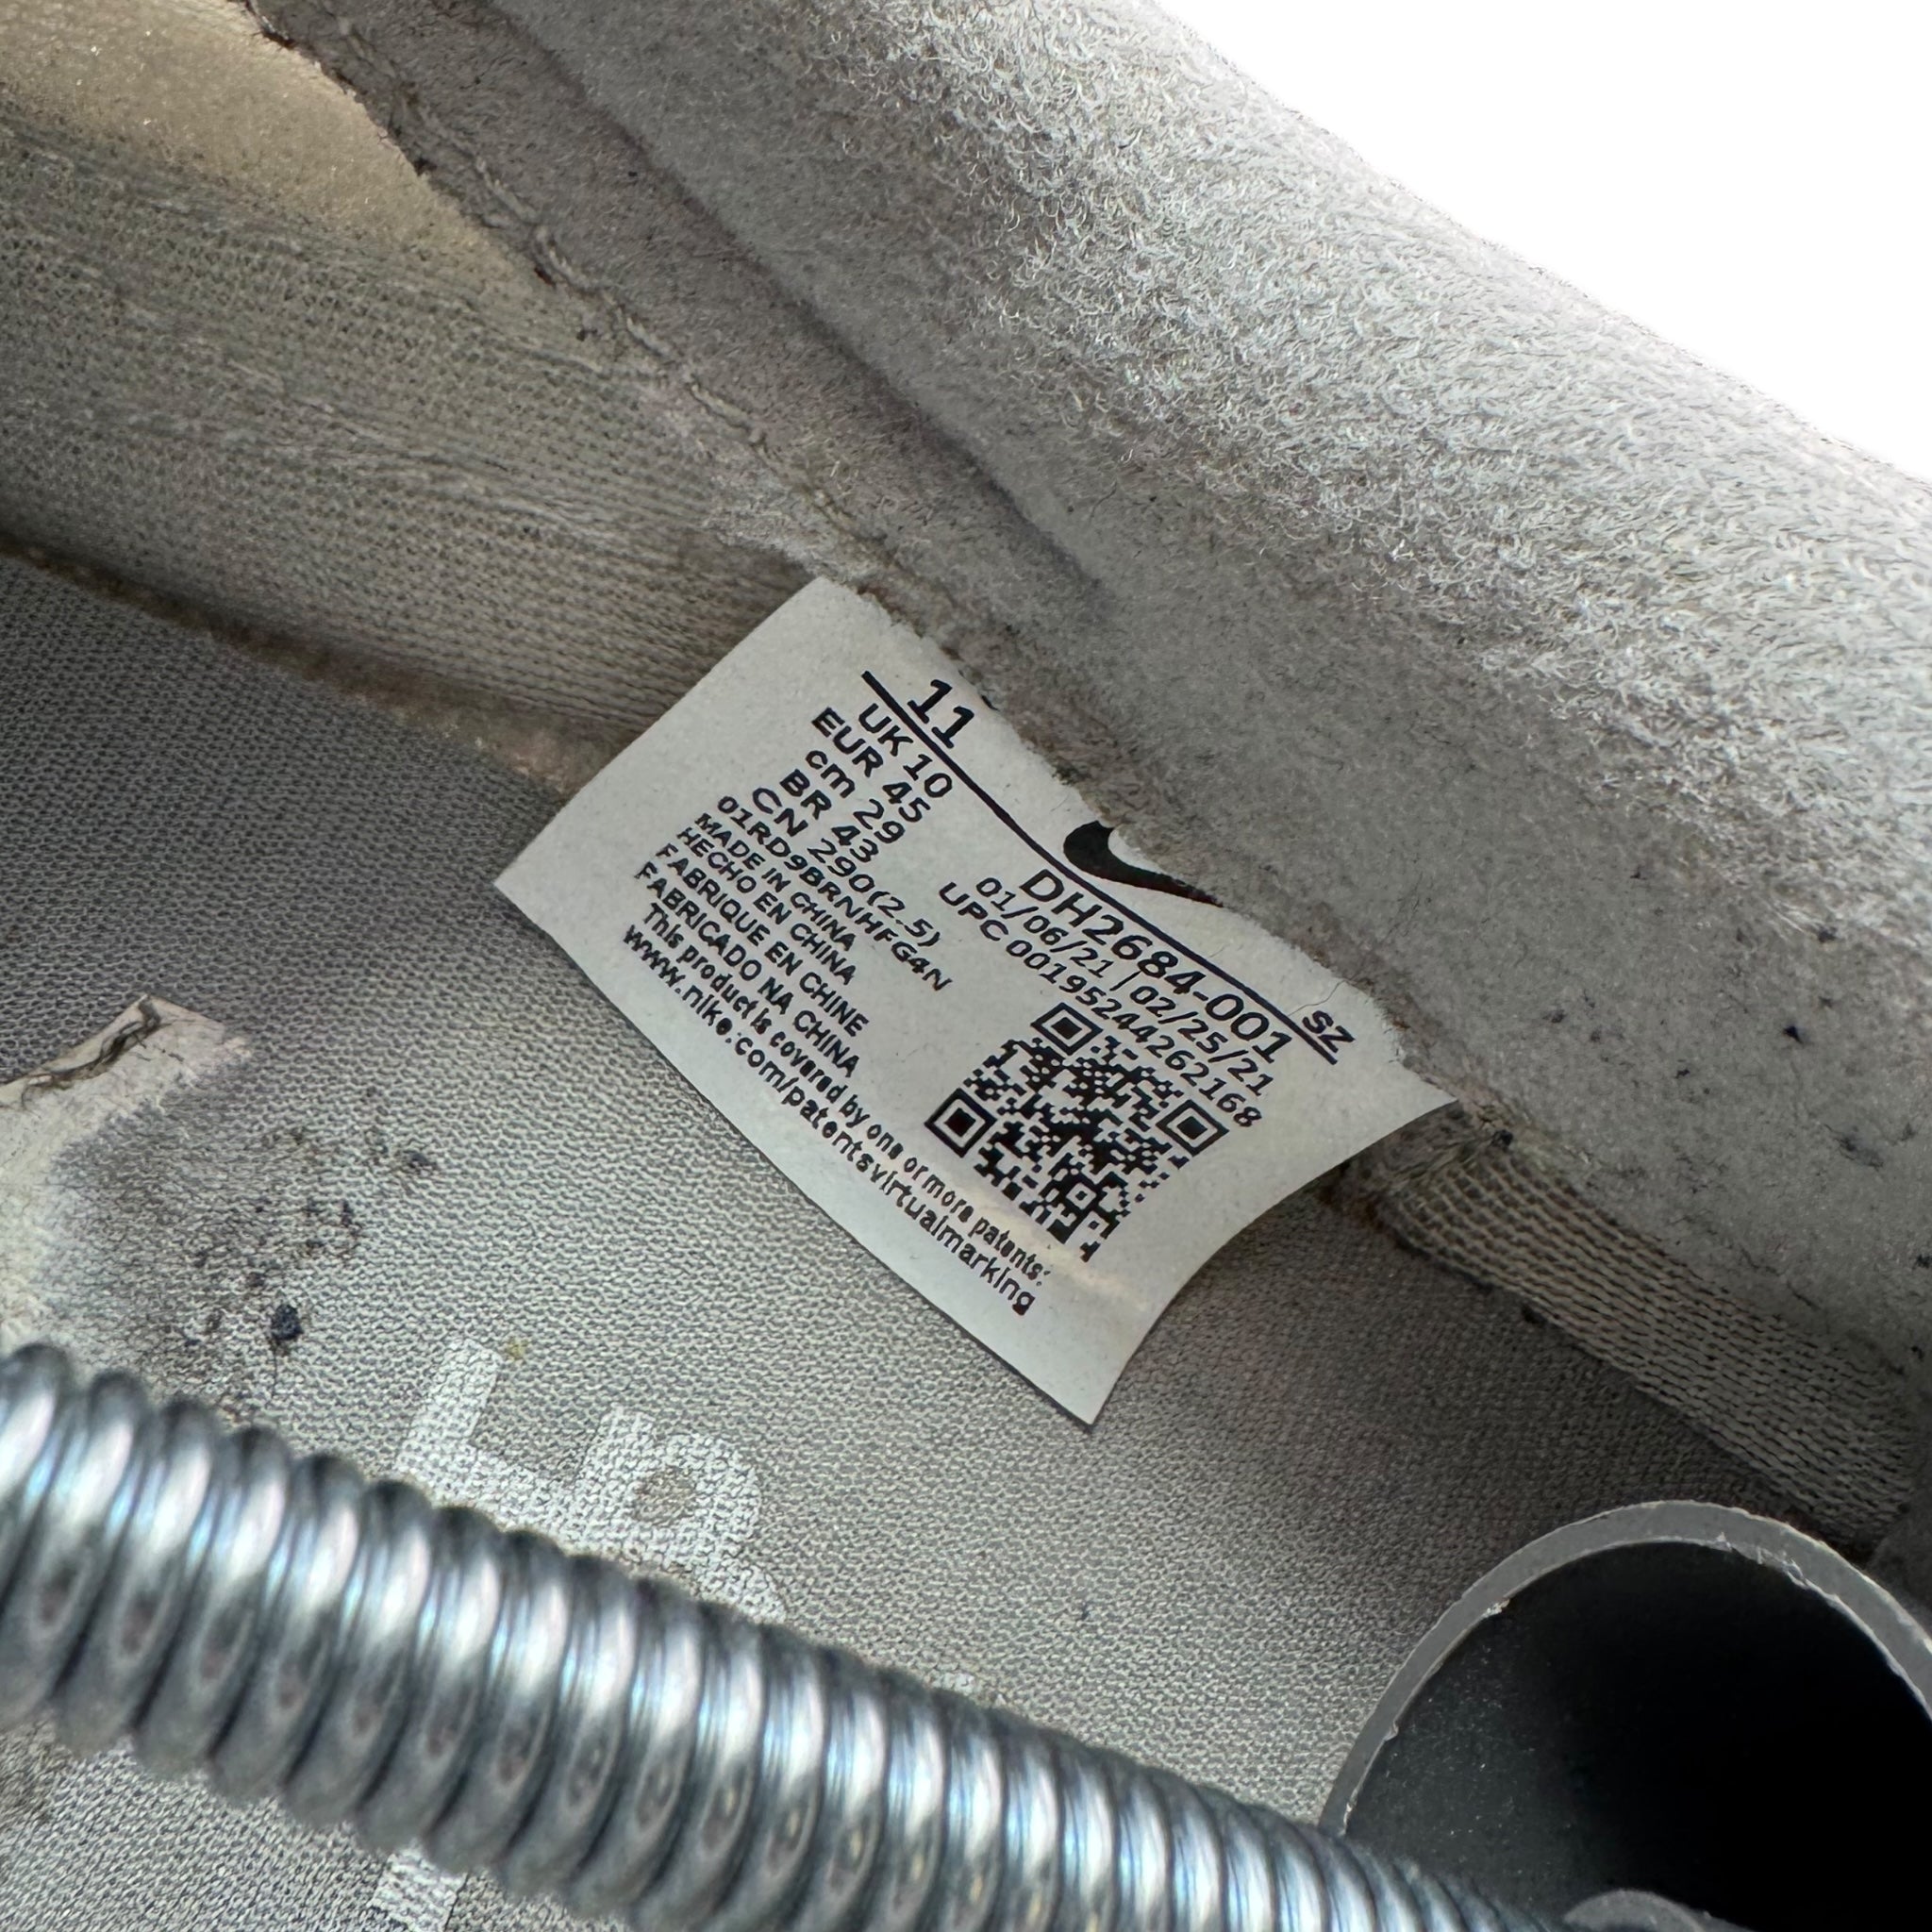 11
UK 10
EUR 45
cm 29
BR 43
CN 290(2.5)
01RD9BRNHFG4N
MADE IN CHINA
HECHO EN CHINA
FABRIQUE EN CHINE
FABRICADO NA CHINA
This product is covered by one or more patents:
www.nike.com/patentsvirtualmarking
SZ
DH2684-001
01/06/21 | 02/25/21
UPC 00195244262168